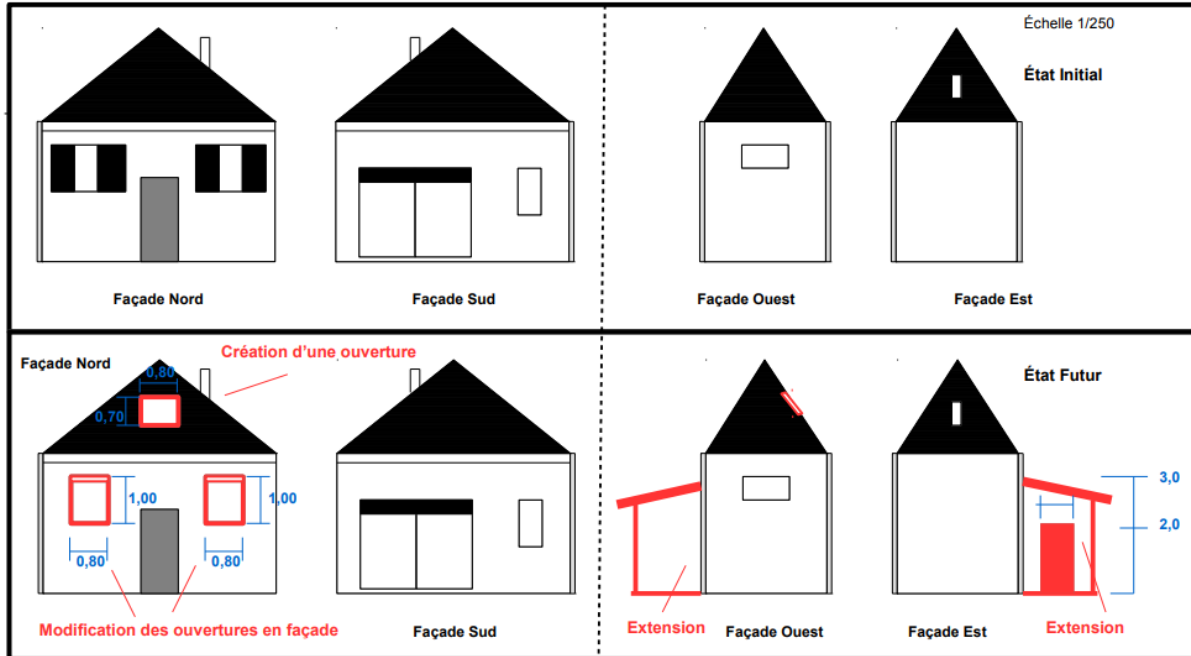 Échelle 1/250
État Initial
Façade Nord
Façade Sud
Façade Ouest
Façade Est
Façade Nord
Création d'une ouverture
État Futur
0,80
0,70
1,00
1,00
0,80
0,80
3,0
2,0
Modification des ouvertures en façade
Façade Sud
Extension
Façade Ouest
Façade Est
Extension